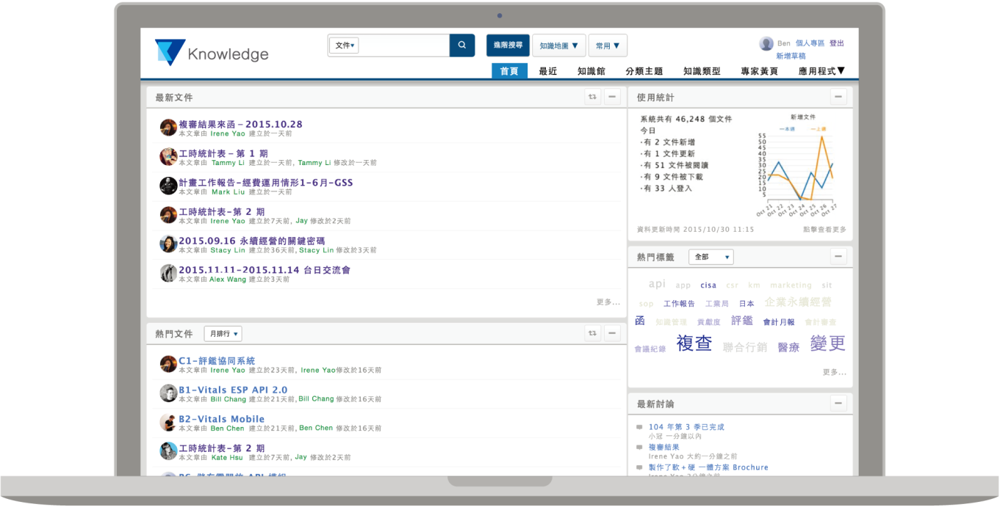 Knowledge
文件▾
進階搜尋
知識地圖 ▼
常用 ▼
Ben 個人專區 登出
新增草稿
首頁 最近 知識館 分類主題 知識類型 專家黃頁 應用程式▼
最新文件
複審結果來函－2015.10.28
本文章由 Irene Yao 建立於一天前
工時統計表－第 1 期
本文章由 Tammy Li 建立於一天前, Tammy Li 修改於一天前
計畫工作報告-經費運用情形1-6月-GSS
本文章由 Mark Liu 建立於一天前
工時統計表-第 2 期
本文章由 Irene Yao 建立於7天前, Jay 修改於2天前
2015.09.16 永續經營的關鍵密碼
本文章由 Stacy Lin 建立於36天前, Stacy Lin 修改於3天前
2015.11.11-2015.11.14 台日交流會
本文章由 Alex Wang 建立於3天前
更多...
熱門文件 月排行 ▾
C1-評鑑協同系統
本文章由 Irene Yao 建立於23天前, Irene Yao修改於16天前
B1-Vitals ESP API 2.0
本文章由 Bill Chang 建立於21天前, Bill Chang 修改於16天前
B2-Vitals Mobile
本文章由 Ben Chen 建立於21天前, Ben Chen 修改於16天前
工時統計表-第 2 期
本文章由 Kate Hsu 建立於7天前, Jay 修改於2天前
使用統計
系統共有 46,248 個文件
今日
·有 2 文件新增
·有 1 文件更新
·有 51 文件被閱讀
·有 9 文件被下載
·有 33 人登入
新增文件
—本週 —上週
55
50
45
40
35
30
25
20
15
10
5
Oct 21 Oct 22 Oct 23 Oct 24 Oct 25 Oct 26 Oct 27
資料更新時間 2015/10/30 11:15 點擊查看更多
熱門標籤 全部 ▾
api app cisa csr km marketing sit
sop 工作報告 工業局 日本 企業永續經營
函 知識管理 貢獻度 評鑑 會計月報 會計審查
會議紀錄 複查 聯合行銷 醫療 變更
更多...
最新討論
104 年第 3 季已完成
小冠 一分鐘以內
複審結果
Irene Yao 大約一分鐘之前
製作了軟＋硬 一體方案 Brochure